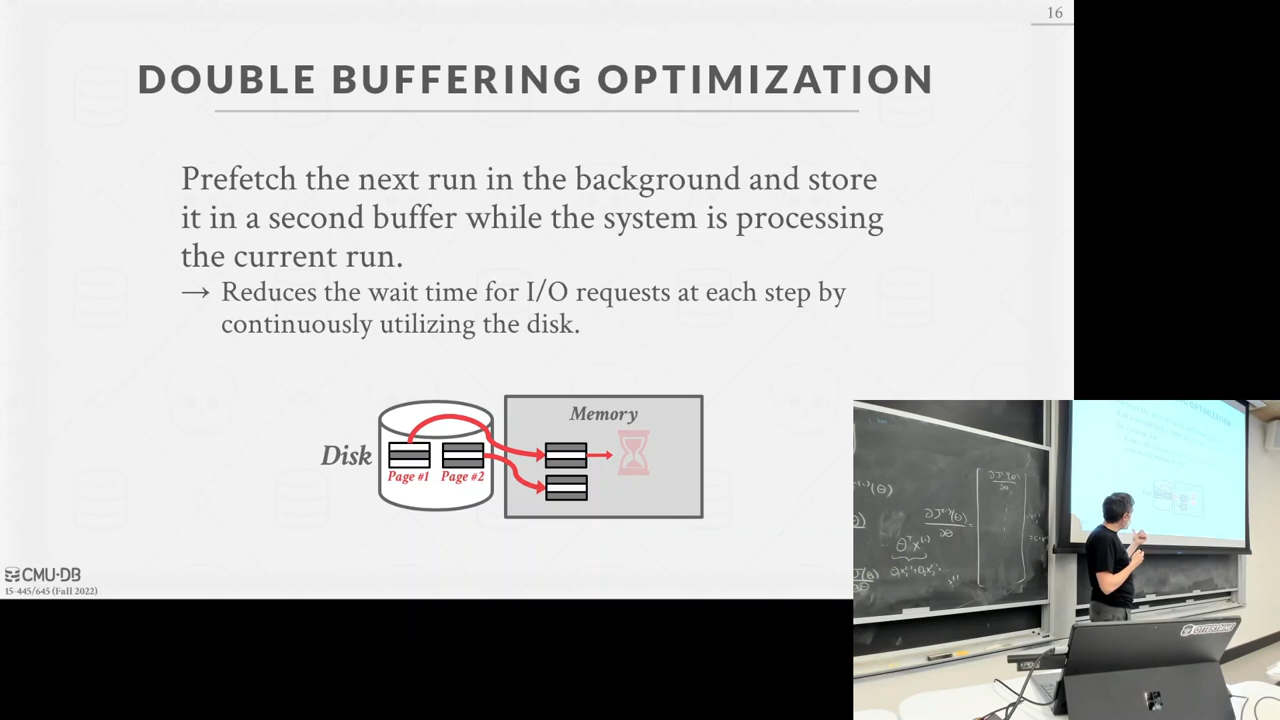 16
DOUBLE BUFFERING OPTIMIZATION
Prefetch the next run in the background and store
it in a second buffer while the system is processing
the current run.
→ Reduces the wait time for I/O requests at each step by
continuously utilizing the disk.
Disk
Page #1
Page #2
Memory
CMU·DB
15-445/645 (Fall 2022)